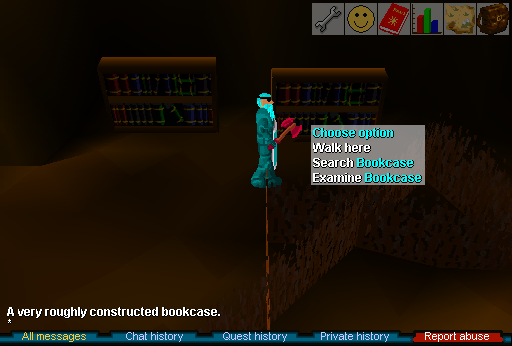 Choose option
Walk here
Search Bookcase
Examine Bookcase
A very roughly constructed bookcase.
*
All messages
Chat history
Quest history
Private history
Report abuse